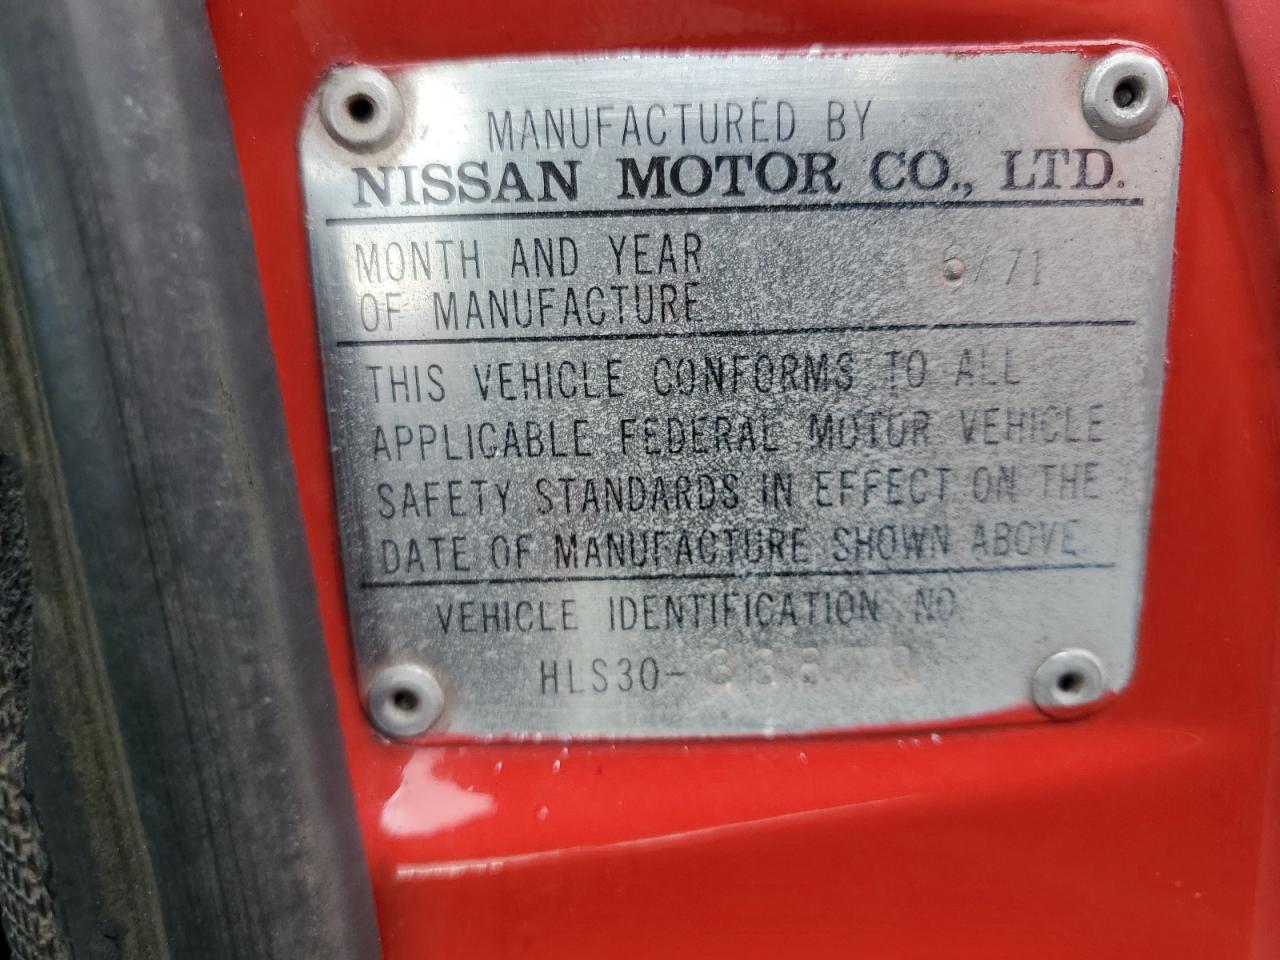 MANUFACTURED BY
NISSAN MOTOR CO., LTD.
MONTH AND YEAR
OF MANUFACTURE
/71
THIS VEHICLE CONFORMS TO ALL
APPLICABLE FEDERAL MOTOR VEHICLE
SAFETY STANDARDS IN EFFECT ON THE
DATE OF MANUFACTURE SHOWN ABOVE
VEHICLE IDENTIFICATION NO.
HLS30-